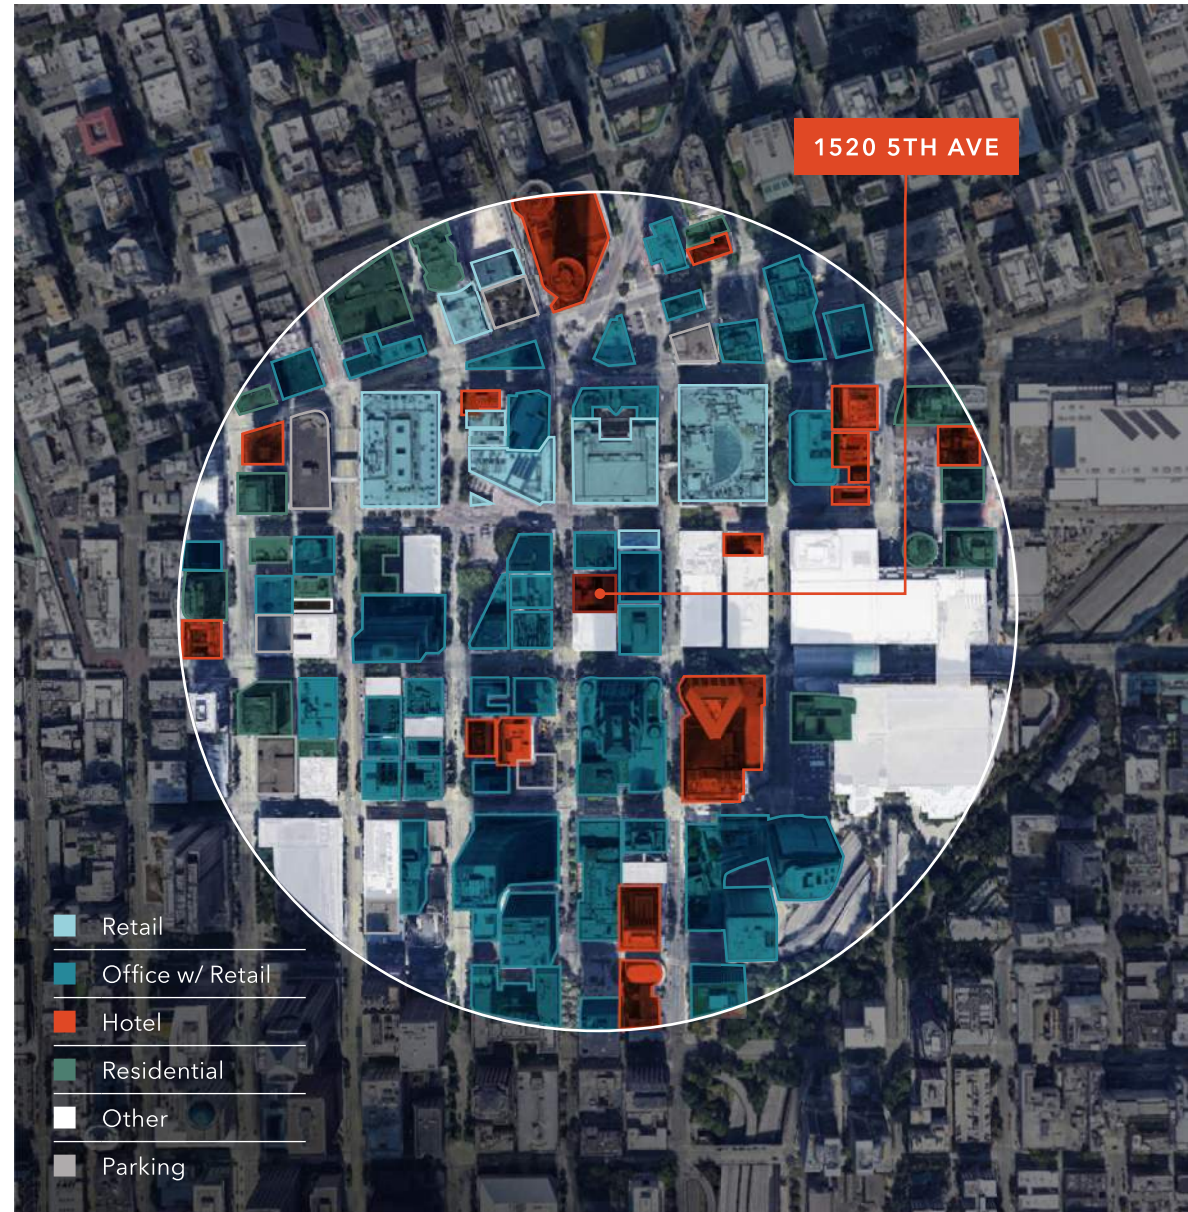 1520 5TH AVE
Retail
Office w/ Retail
Hotel
Residential
Other
Parking